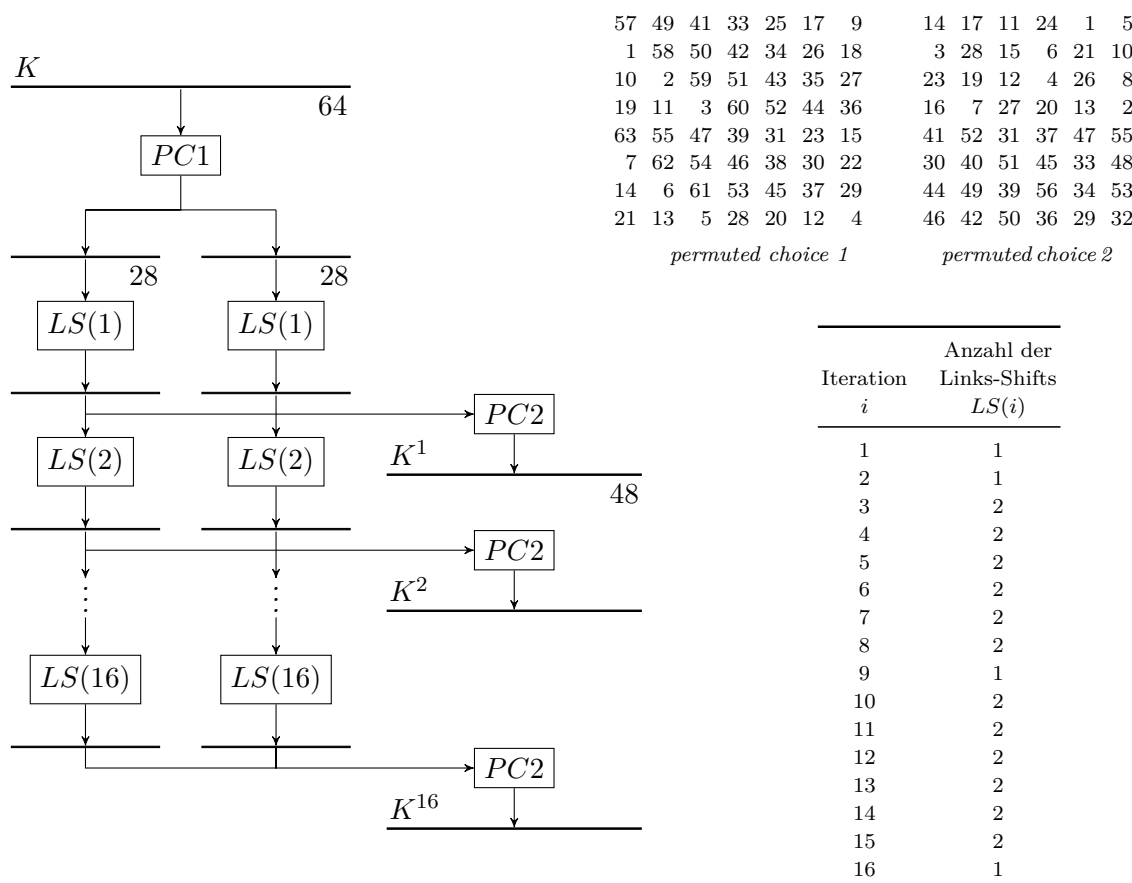 K
64
PC1
28
28
LS(1)
LS(1)
PC2
K¹
48
LS(2)
LS(2)
PC2
K²
⋮
⋮
LS(16)
LS(16)
PC2
K¹⁶
57 49 41 33 25 17 9
1 58 50 42 34 26 18
10 2 59 51 43 35 27
19 11 3 60 52 44 36
63 55 47 39 31 23 15
7 62 54 46 38 30 22
14 6 61 53 45 37 29
21 13 5 28 20 12 4
permuted choice 1
14 17 11 24 1 5
3 28 15 6 21 10
23 19 12 4 26 8
16 7 27 20 13 2
41 52 31 37 47 55
30 40 51 45 33 48
44 49 39 56 34 53
46 42 50 36 29 32
permuted choice 2
Anzahl der
Iteration Links-Shifts
i LS(i)
1 1
2 1
3 2
4 2
5 2
6 2
7 2
8 2
9 1
10 2
11 2
12 2
13 2
14 2
15 2
16 1